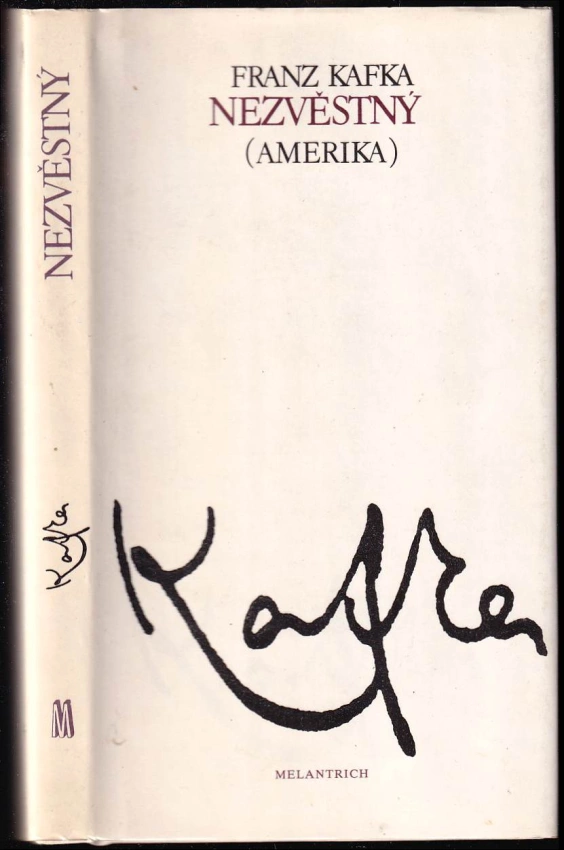 FRANZ KAFKA
NEZVĚSTNÝ
(AMERIKA)
Kafka
MELANTRICH
NEZVĚSTNÝ
Kafka
M